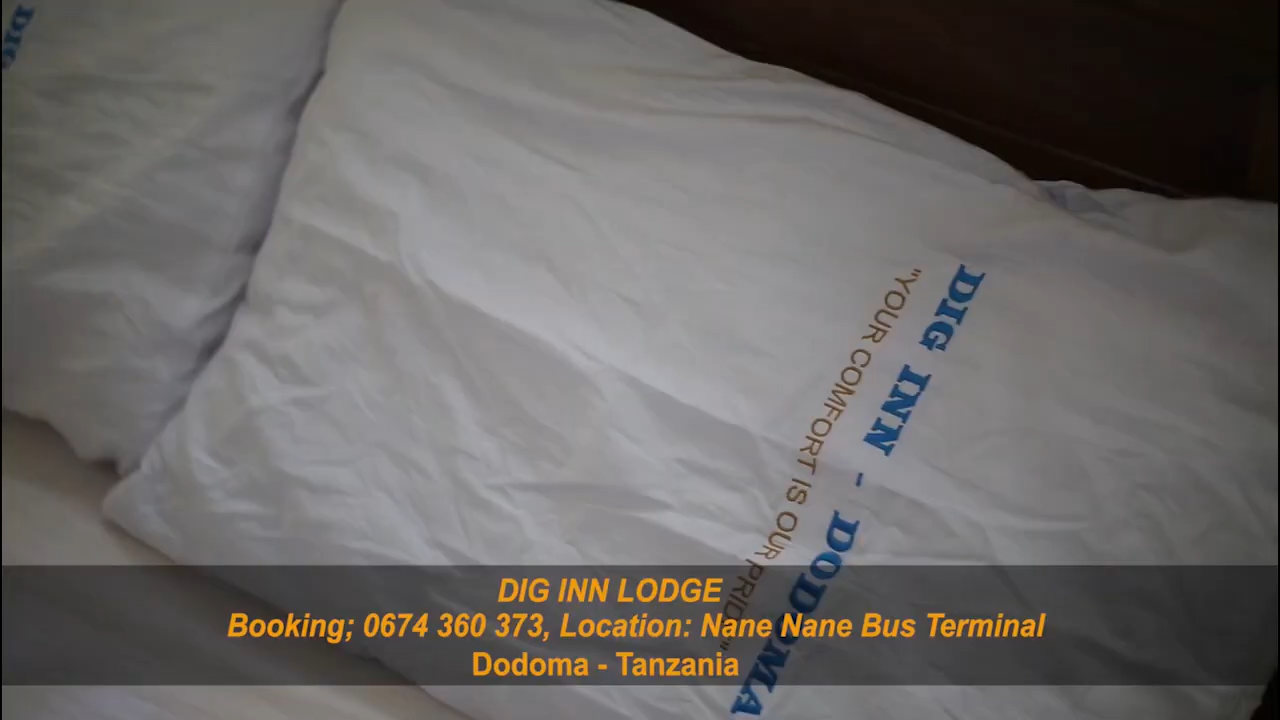 DIG
DIG INN - DODOMA
"YOUR COMFORT IS OUR PRIDE"
DIG INN LODGE
Booking; 0674 360 373, Location: Nane Nane Bus Terminal
Dodoma - Tanzania